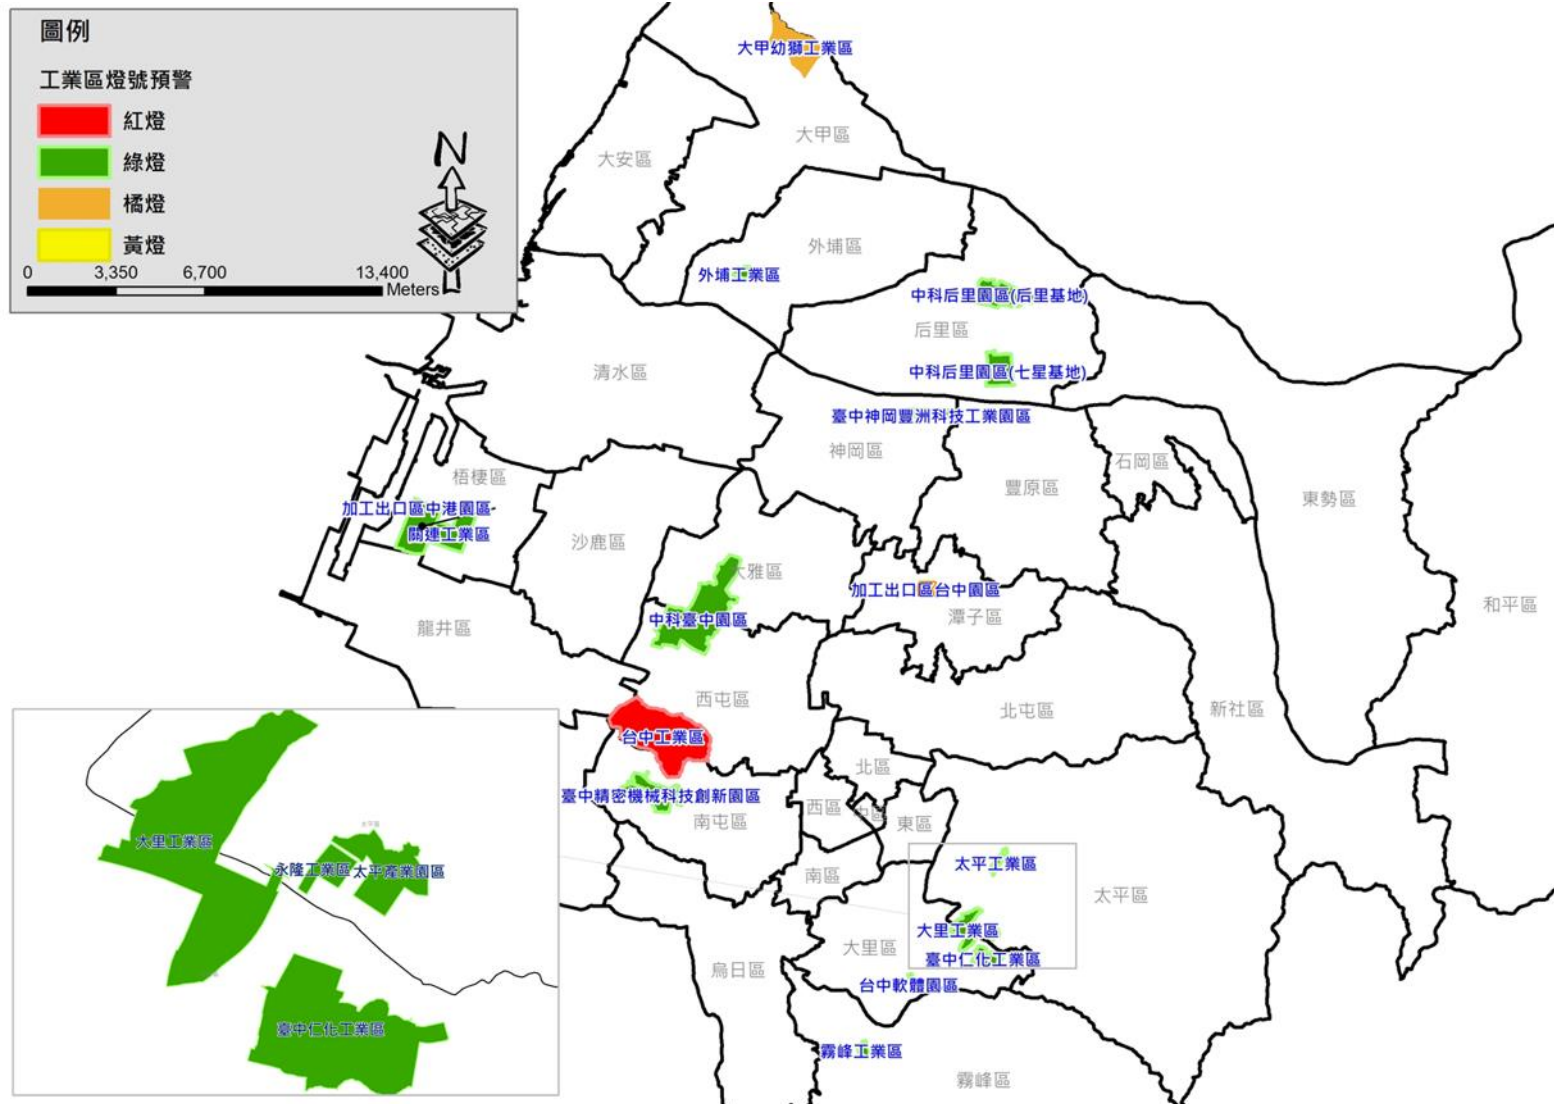 圖例
工業區燈號預警
紅燈
綠燈
橘燈
黃燈
N
0 3,350 6,700 13,400
Meters
大甲幼獅工業區
大甲區
大安區
外埔區
外埔工業區
中科后里園區(后里基地)
后里區
中科后里園區(七星基地)
清水區
臺中神岡豐洲科技工業園區
神岡區
石岡區
梧棲區
豐原區
東勢區
加工出口區中港園區
關連工業區
沙鹿區
大雅區
加工出口區台中園區
和平區
中科臺中園區
潭子區
龍井區
西屯區
北屯區
新社區
台中工業區
北區
臺中精密機械科技創新園區
西區
中區
東區
南屯區
太平工業區
南區
太平區
大里工業區
大里區
臺中仁化工業區
烏日區
台中軟體園區
霧峰工業區
霧峰區
大里工業區
永隆工業區
太平產業園區
臺中仁化工業區